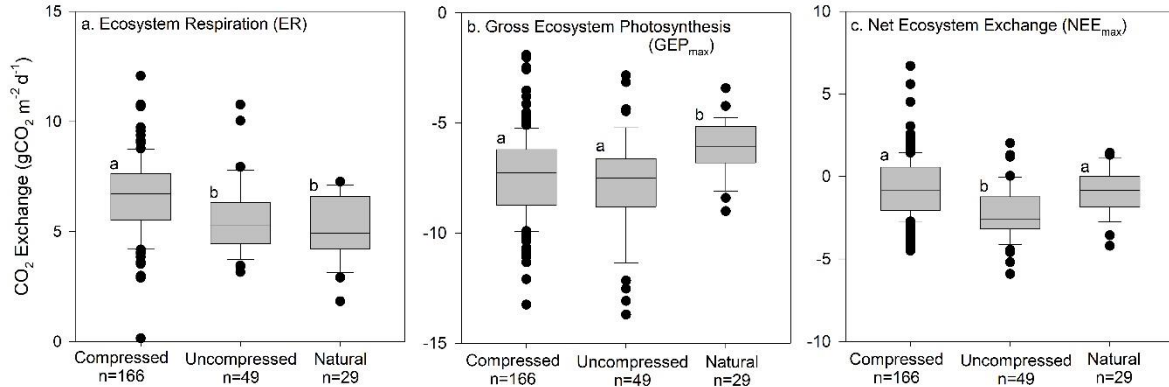 CO2 Exchange (gCO2 m-2 d-1)
a. Ecosystem Respiration (ER)
15
10
5
0
a
b
b
Compressed
n=166
Uncompressed
n=49
Natural
n=29
b. Gross Ecosystem Photosynthesis
(GEPmax)
0
-5
-10
-15
a
a
b
Compressed
n=166
Uncompressed
n=49
Natural
n=29
c. Net Ecosystem Exchange (NEEmax)
10
5
0
-5
-10
a
b
a
Compressed
n=166
Uncompressed
n=49
Natural
n=29